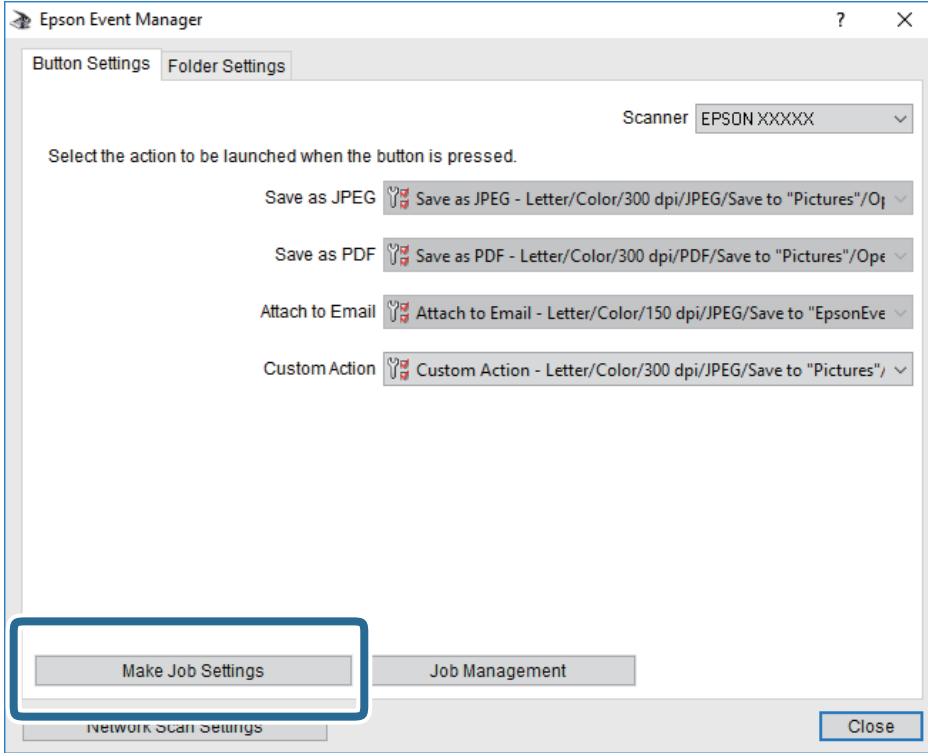 Epson Event Manager
Button Settings Folder Settings
Scanner EPSON XXXXX
Select the action to be launched when the button is pressed.
Save as JPEG Save as JPEG - Letter/Color/300 dpi/JPEG/Save to "Pictures"/Op
Save as PDF Save as PDF - Letter/Color/300 dpi/PDF/Save to "Pictures"/Ope
Attach to Email Attach to Email - Letter/Color/150 dpi/JPEG/Save to "EpsonEve
Custom Action Custom Action - Letter/Color/300 dpi/JPEG/Save to "Pictures"/
Make Job Settings Job Management
Network Scan Settings Close